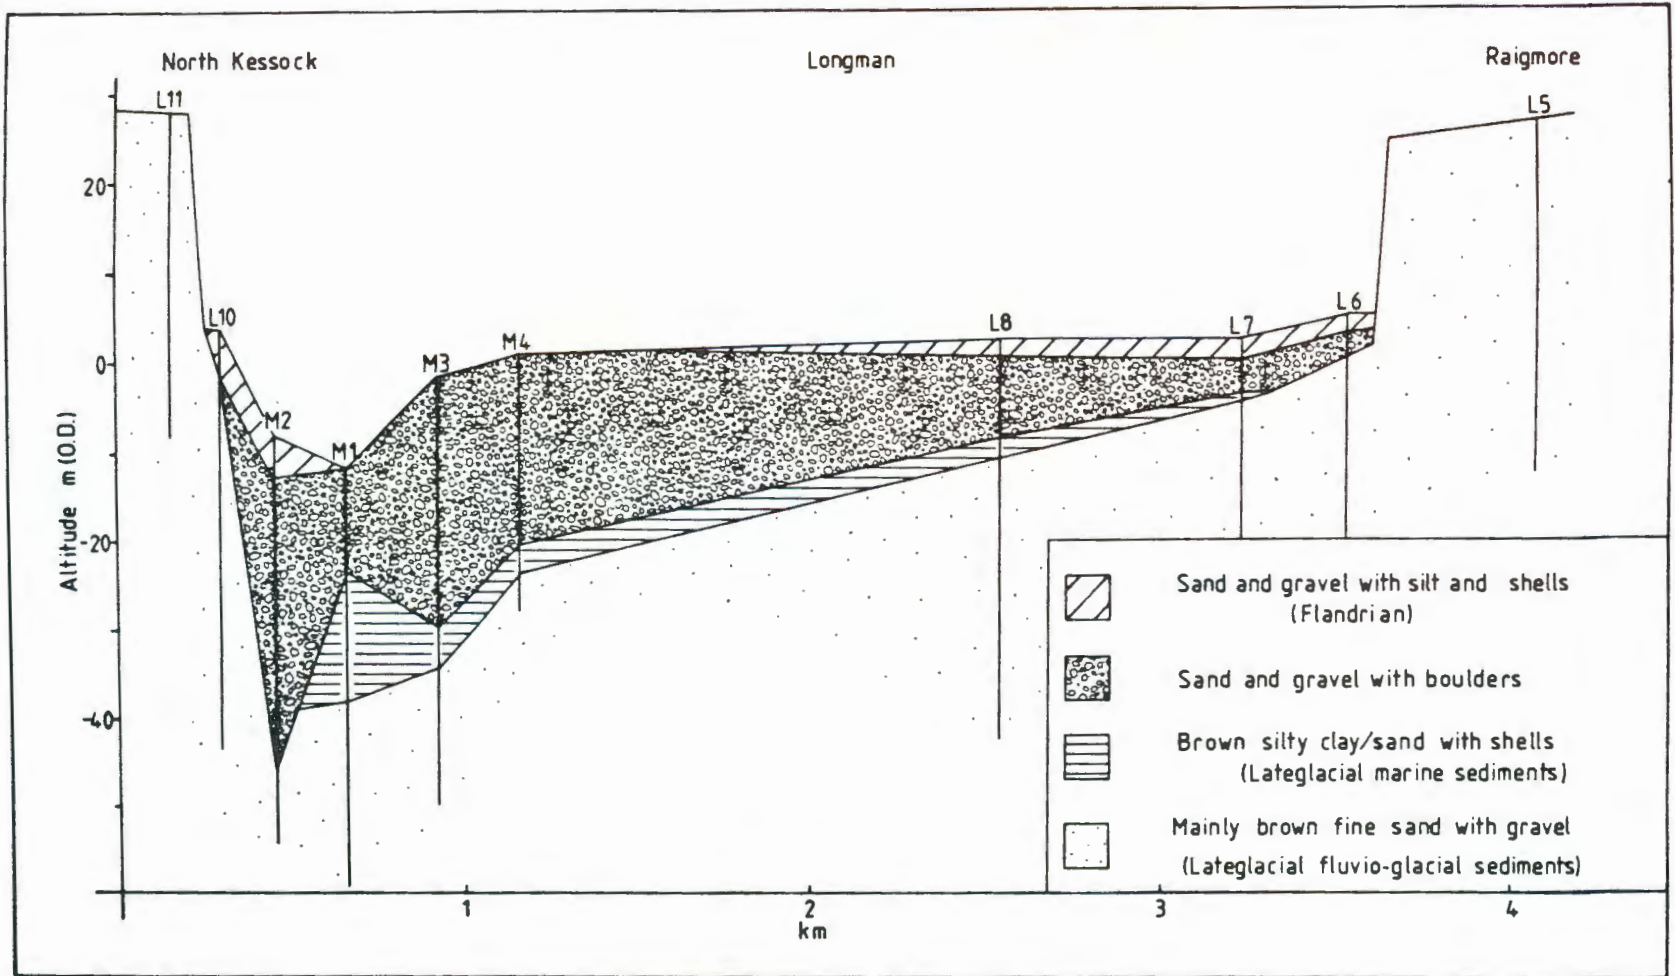 North Kessock
Longman
Raigmore
L11
L5
20
L10
L6
L8
L7
M4
M3
0
M2
M1
Altitude m (O.D.)
-20
-40
Sand and gravel with silt and shells
(Flandrian)
Sand and gravel with boulders
Brown silty clay/sand with shells
(Lateglacial marine sediments)
Mainly brown fine sand with gravel
(Lateglacial fluvio-glacial sediments)
1
2
3
4
km